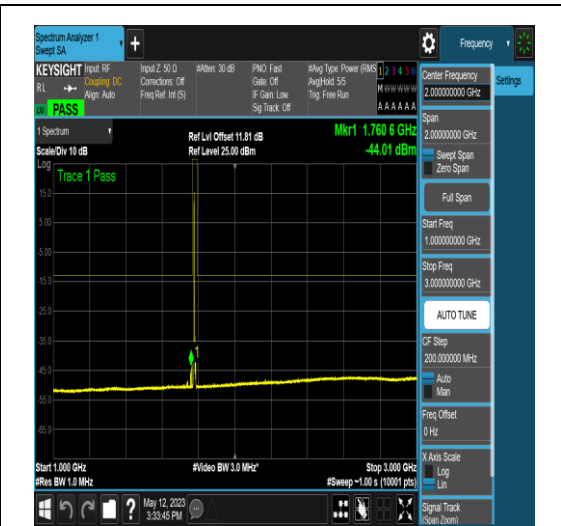 Spectrum Analyzer 1
Swept SA
+
Frequency
KEYSIGHT
RL
PASS
Input: RF
Coupling: DC
Align: Auto
Input Z: 50 Ω
Corrections: Off
Freq Ref: Int (S)
#Atten: 30 dB
PNO: Fast
Gate: Off
IF Gain: Low
Sig Track: Off
#Avg Type: Power (RMS
Avg|Hold: 5/5
Trig: Free Run
1 2 3 4 5 6
M W W W W W
A A A A A A
1 Spectrum
Scale/Div 10 dB
Ref Lvl Offset 11.81 dB
Ref Level 25.00 dBm
Mkr1 1.760 6 GHz
-44.01 dBm
Log
Trace 1 Pass
15.0
5.00
-5.00
-15.0
-25.0
-35.0
-45.0
-55.0
-65.0
1
Start 1.000 GHz
#Res BW 1.0 MHz
#Video BW 3.0 MHz*
Stop 3.000 GHz
#Sweep ~1.00 s (10001 pts)
?
May 12, 2023
3:33:45 PM
Center Frequency
2.000000000 GHz
Span
2.00000000 GHz
Swept Span
Zero Span
Full Span
Start Freq
1.000000000 GHz
Stop Freq
3.000000000 GHz
AUTO TUNE
CF Step
200.000000 MHz
Auto
Man
Freq Offset
0 Hz
X Axis Scale
Log
Lin
Signal Track
(Span Zoom)
Settings